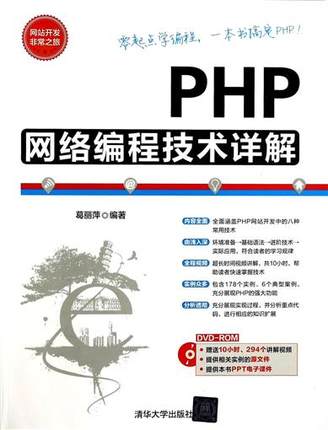 网站开发
非常之旅
零起点学编程，一本书搞定PHP!
PHP
网络编程技术详解
葛丽萍◎编著
内容全面 全面涵盖PHP网站开发中的八种
常用技术
由浅入深 环境准备→基础语法→进阶技术→
实际应用，符合读者的学习规律
全程视频 超长时间视频讲解，共10小时，帮
助读者快速掌握技术
实例众多 包含178个实例、6个典型案例，
充分展现PHP的强大功能
分析透彻 充分展现实现过程，并分析重点代
码，进行相应的知识扩展
DVD-ROM
赠送10小时、294个讲解视频
提供相关实例的源文件
提供本书PPT电子课件
清华大学出版社